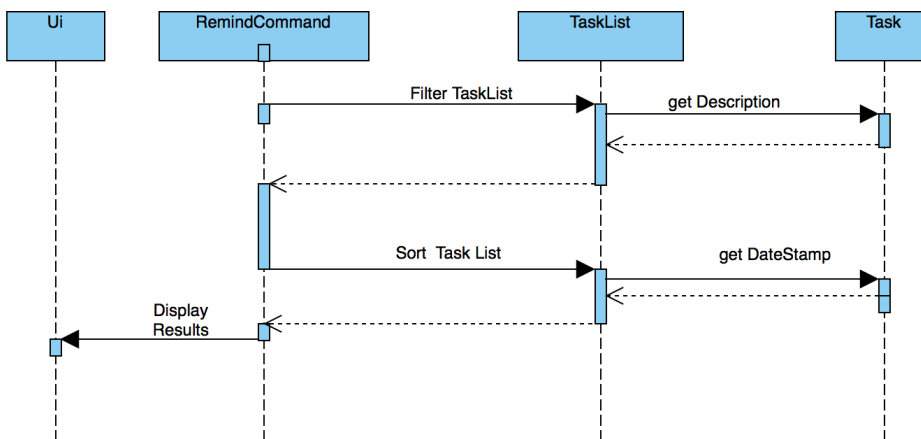 Ui
RemindCommand
TaskList
Task
Filter TaskList
get Description
Sort  Task List
get DateStamp
Display
Results